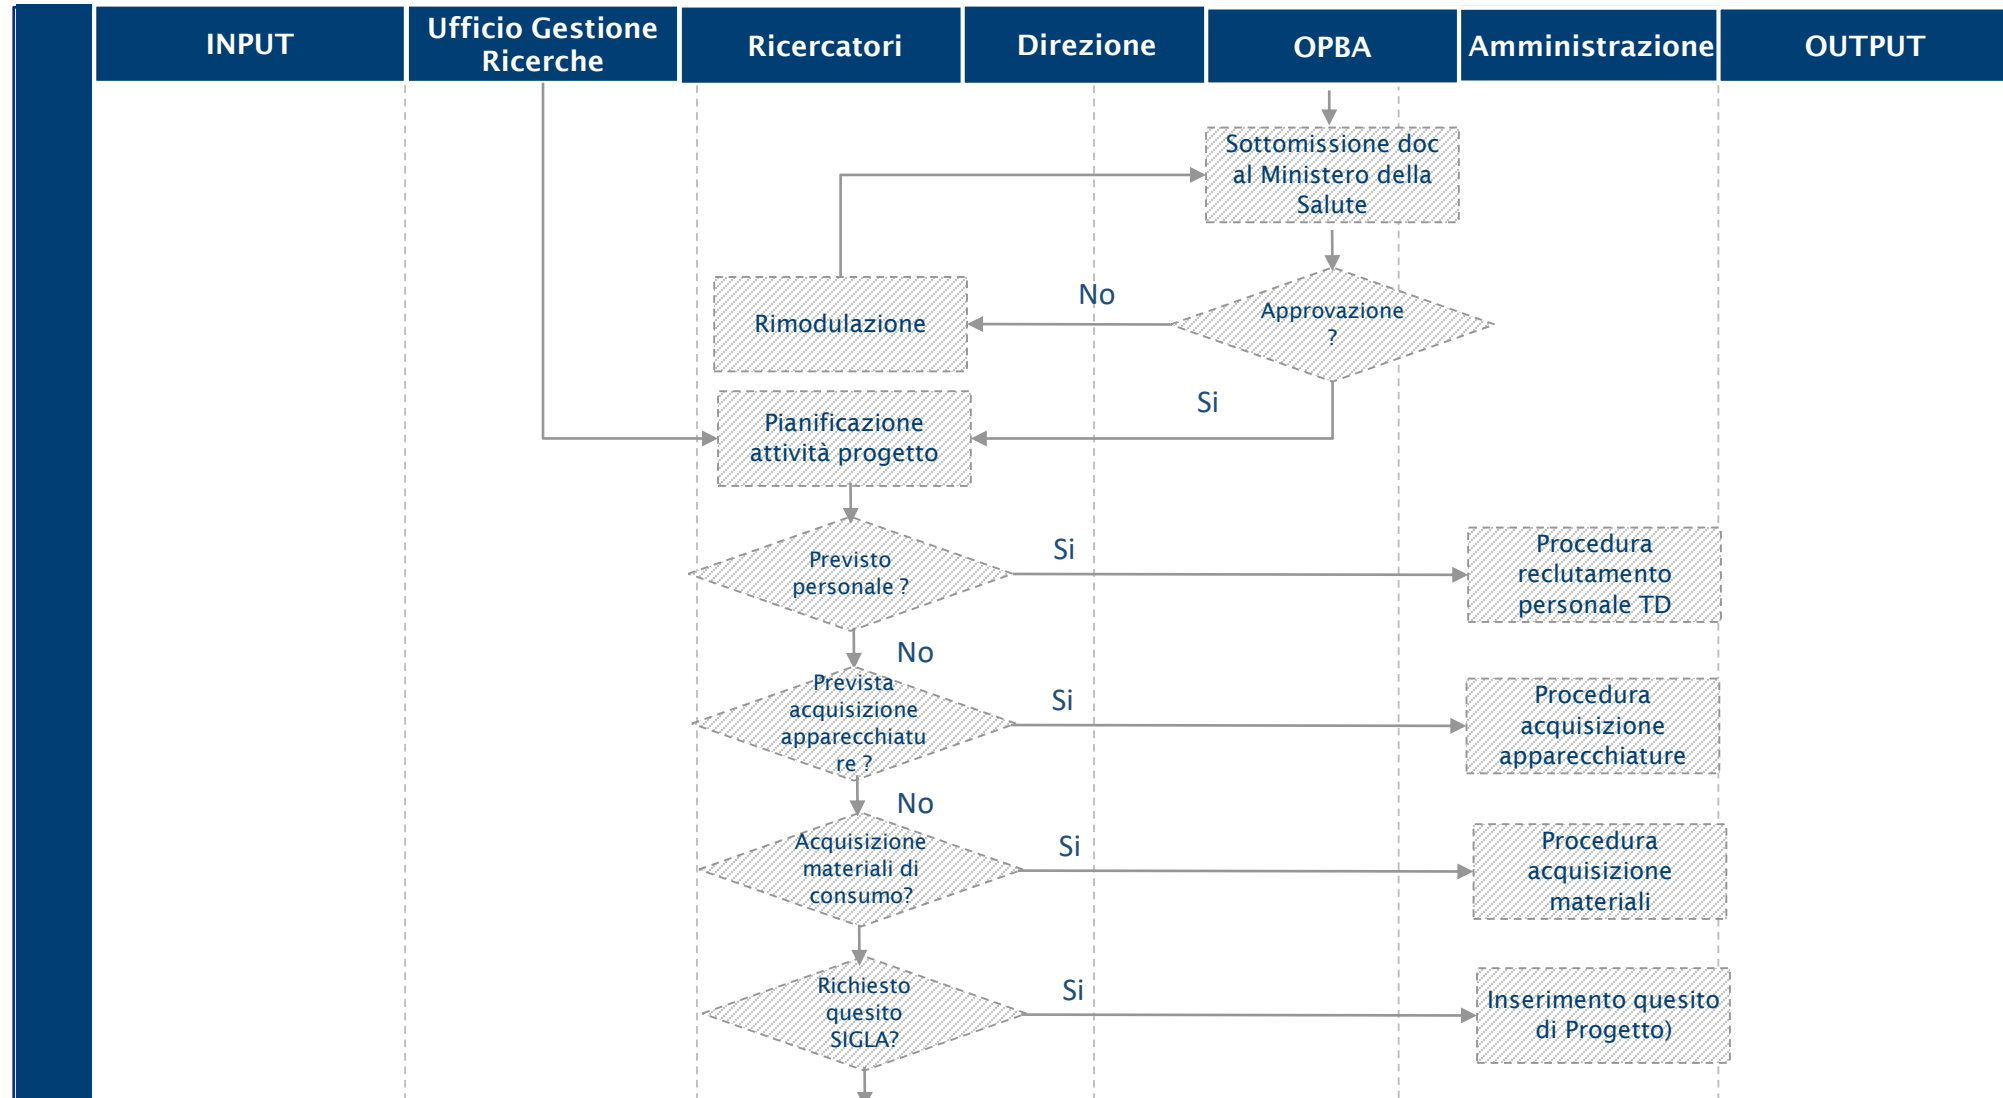 INPUT
Ufficio Gestione
Ricerche
Ricercatori
Direzione
OPBA
Amministrazione
OUTPUT
Sottomissione doc
al Ministero della
Salute
No
Rimodulazione
Approvazione
?
Si
Pianificazione
attività progetto
Previsto
personale ?
Si
Procedura
reclutamento
personale TD
No
Prevista
acquisizione
apparecchiatu
re ?
Si
Procedura
acquisizione
apparecchiature
No
Acquisizione
materiali di
consumo?
Si
Procedura
acquisizione
materiali
Richiesto
quesito
SIGLA?
Si
Inserimento quesito
di Progetto)